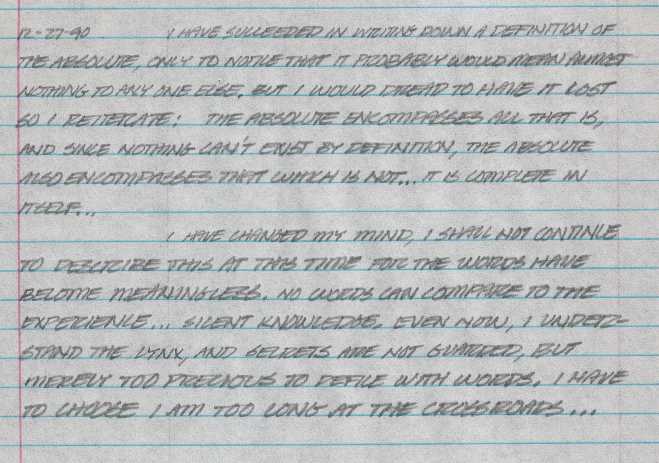 12-27-90 I HAVE SUCCEEDED IN WRITING DOWN A DEFINITION OF
THE ABSOLUTE, ONLY TO NOTICE THAT IT PROBABLY WOULD MEAN ALMOST
NOTHING TO ANY ONE ELSE. BUT I WOULD DREAD TO HAVE IT LOST
SO I REITERATE: THE ABSOLUTE ENCOMPASSES ALL THAT IS,
AND SINCE NOTHING CAN'T EXIST BY DEFINITION, THE ABSOLUTE
ALSO ENCOMPASSES THAT WHICH IS NOT... IT IS COMPLETE IN
ITSELF...
I HAVE CHANGED MY MIND, I SHALL NOT CONTINUE
TO DESCRIBE THIS AT THIS TIME FOR THE WORDS HAVE
BECOME MEANINGLESS. NO WORDS CAN COMPARE TO THE
EXPERIENCE... SILENT KNOWLEDGE. EVEN NOW, I UNDER-
STAND THE LYNX, AND SECRETS ARE NOT GUARDED, BUT
MERELY TOO PRECIOUS TO DEFILE WITH WORDS. I HAVE
TO CHOOSE I AM TOO LONG AT THE CROSSROADS...